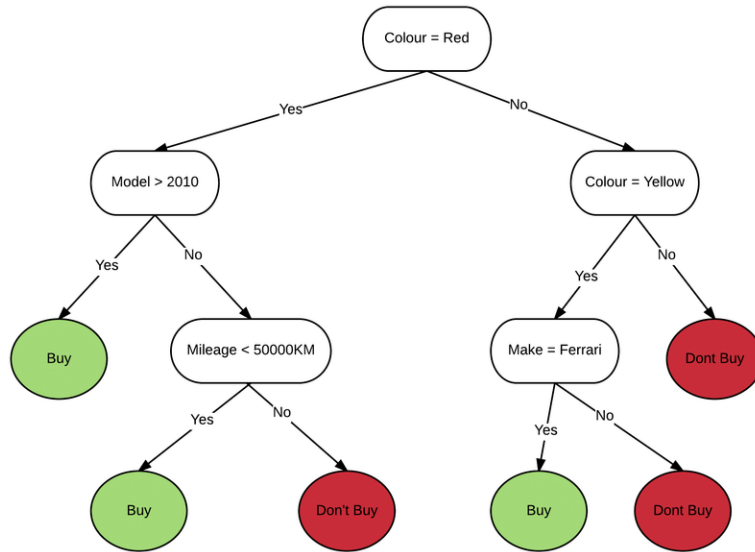 Colour = Red
Yes
No
Model > 2010
Colour = Yellow
Yes
No
Yes
No
Buy
Mileage < 50000KM
Make = Ferrari
Dont Buy
Yes
No
Yes
No
Buy
Don't Buy
Buy
Dont Buy